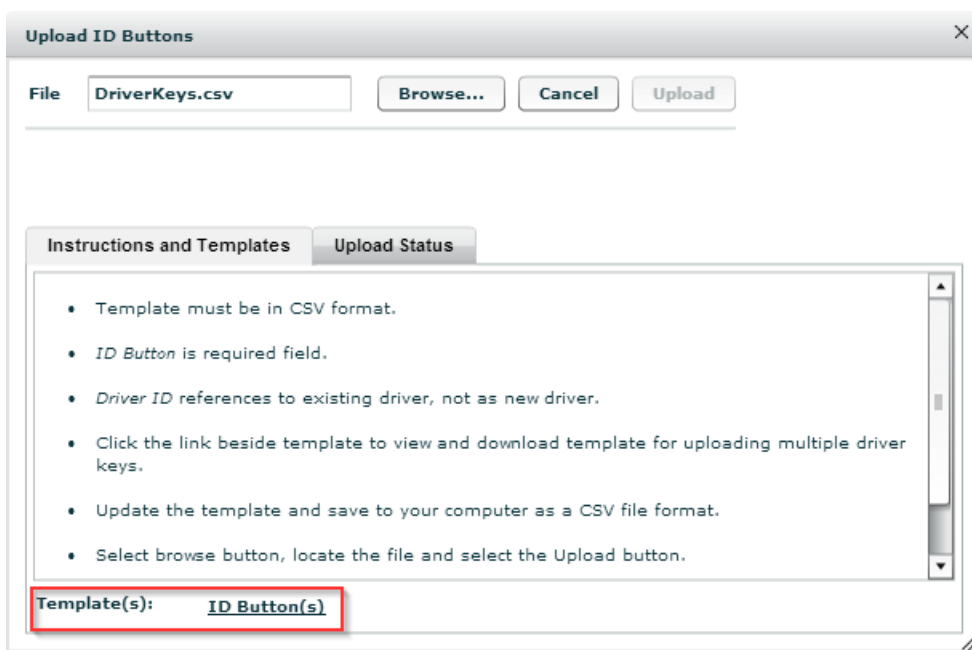 Upload ID Buttons
File DriverKeys.csv Browse... Cancel Upload
Instructions and Templates Upload Status
• Template must be in CSV format.
• ID Button is required field.
• Driver ID references to existing driver, not as new driver.
• Click the link beside template to view and download template for uploading multiple driver
keys.
• Update the template and save to your computer as a CSV file format.
• Select browse button, locate the file and select the Upload button.
Template(s): ID Button(s)